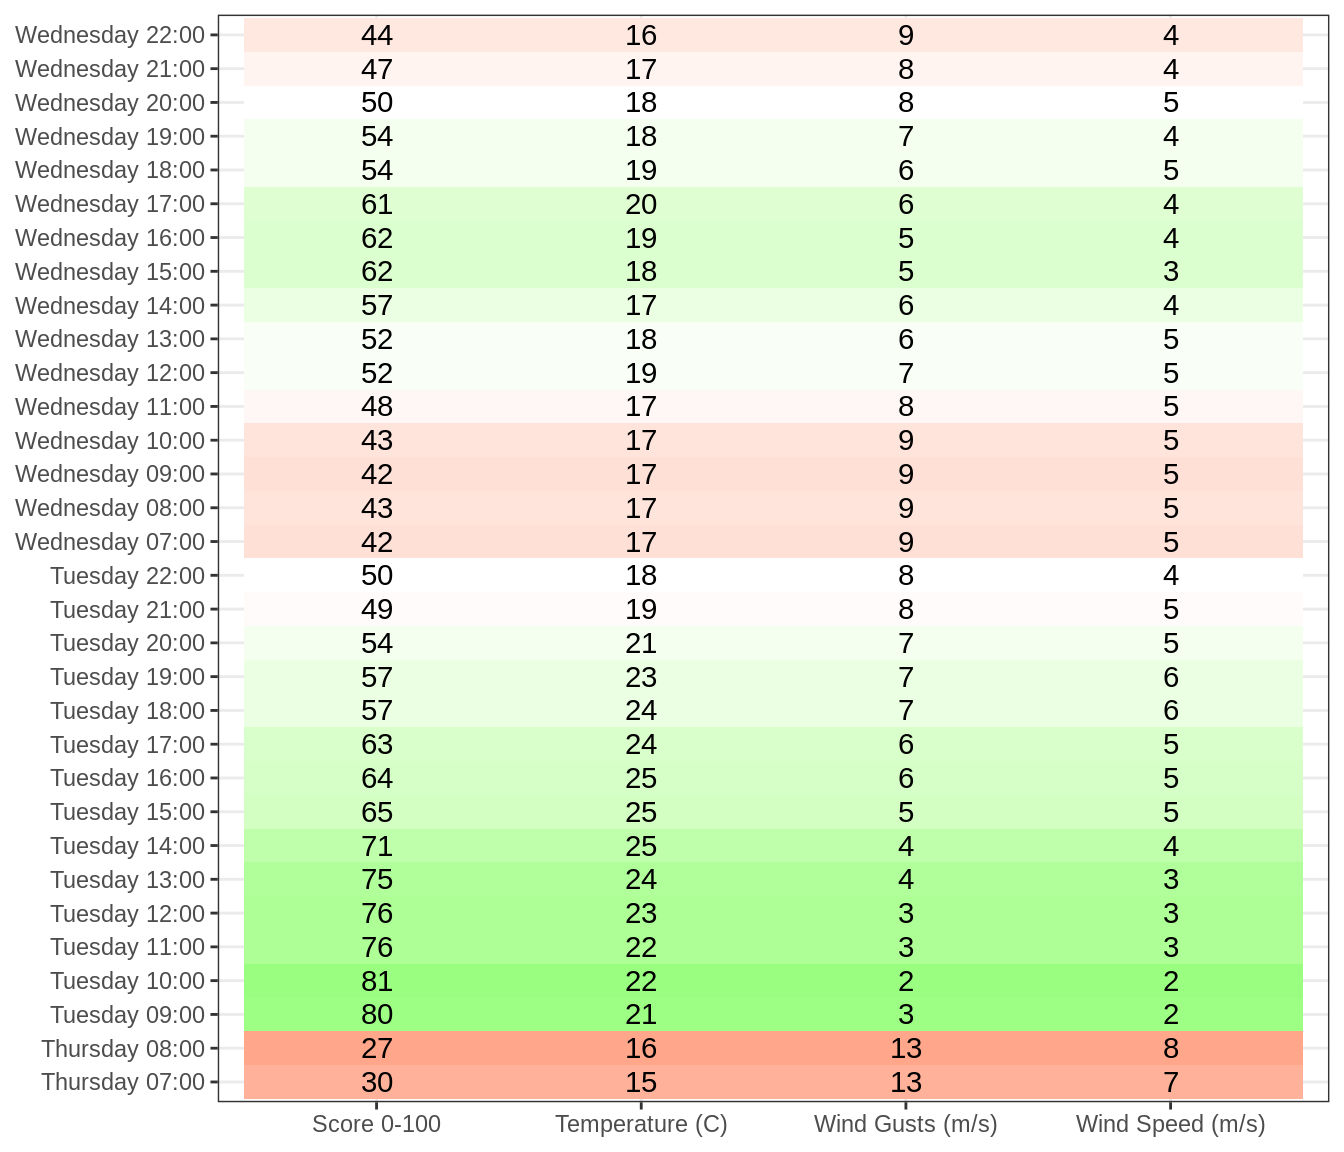 Wednesday 22:00 44 16 9 4
Wednesday 21:00 47 17 8 4
Wednesday 20:00 50 18 8 5
Wednesday 19:00 54 18 7 4
Wednesday 18:00 54 19 6 5
Wednesday 17:00 61 20 6 4
Wednesday 16:00 62 19 5 4
Wednesday 15:00 62 18 5 3
Wednesday 14:00 57 17 6 4
Wednesday 13:00 52 18 6 5
Wednesday 12:00 52 19 7 5
Wednesday 11:00 48 17 8 5
Wednesday 10:00 43 17 9 5
Wednesday 09:00 42 17 9 5
Wednesday 08:00 43 17 9 5
Wednesday 07:00 42 17 9 5
Tuesday 22:00 50 18 8 4
Tuesday 21:00 49 19 8 5
Tuesday 20:00 54 21 7 5
Tuesday 19:00 57 23 7 6
Tuesday 18:00 57 24 7 6
Tuesday 17:00 63 24 6 5
Tuesday 16:00 64 25 6 5
Tuesday 15:00 65 25 5 5
Tuesday 14:00 71 25 4 4
Tuesday 13:00 75 24 4 3
Tuesday 12:00 76 23 3 3
Tuesday 11:00 76 22 3 3
Tuesday 10:00 81 22 2 2
Tuesday 09:00 80 21 3 2
Thursday 08:00 27 16 13 8
Thursday 07:00 30 15 13 7
Score 0-100 Temperature (C) Wind Gusts (m/s) Wind Speed (m/s)